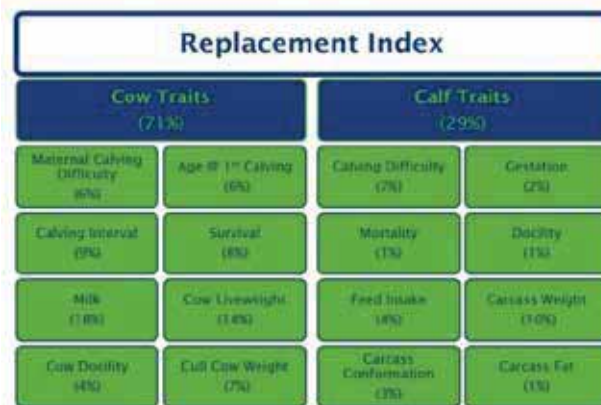 Replacement Index
Cow Traits
(71%)
Calf Traits
(29%)
Maternal Calving
Difficulty
(6%)
Age @ 1st Calving
(6%)
Calving Difficulty
(7%)
Gestation
(2%)
Calving Interval
(9%)
Survival
(8%)
Mortality
(1%)
Docility
(1%)
Milk
(18%)
Cow Liveweight
(14%)
Feed Intake
(4%)
Carcass Weight
(10%)
Cow Docility
(4%)
Cull Cow Weight
(7%)
Carcass
Conformation
(3%)
Carcass Fat
(1%)